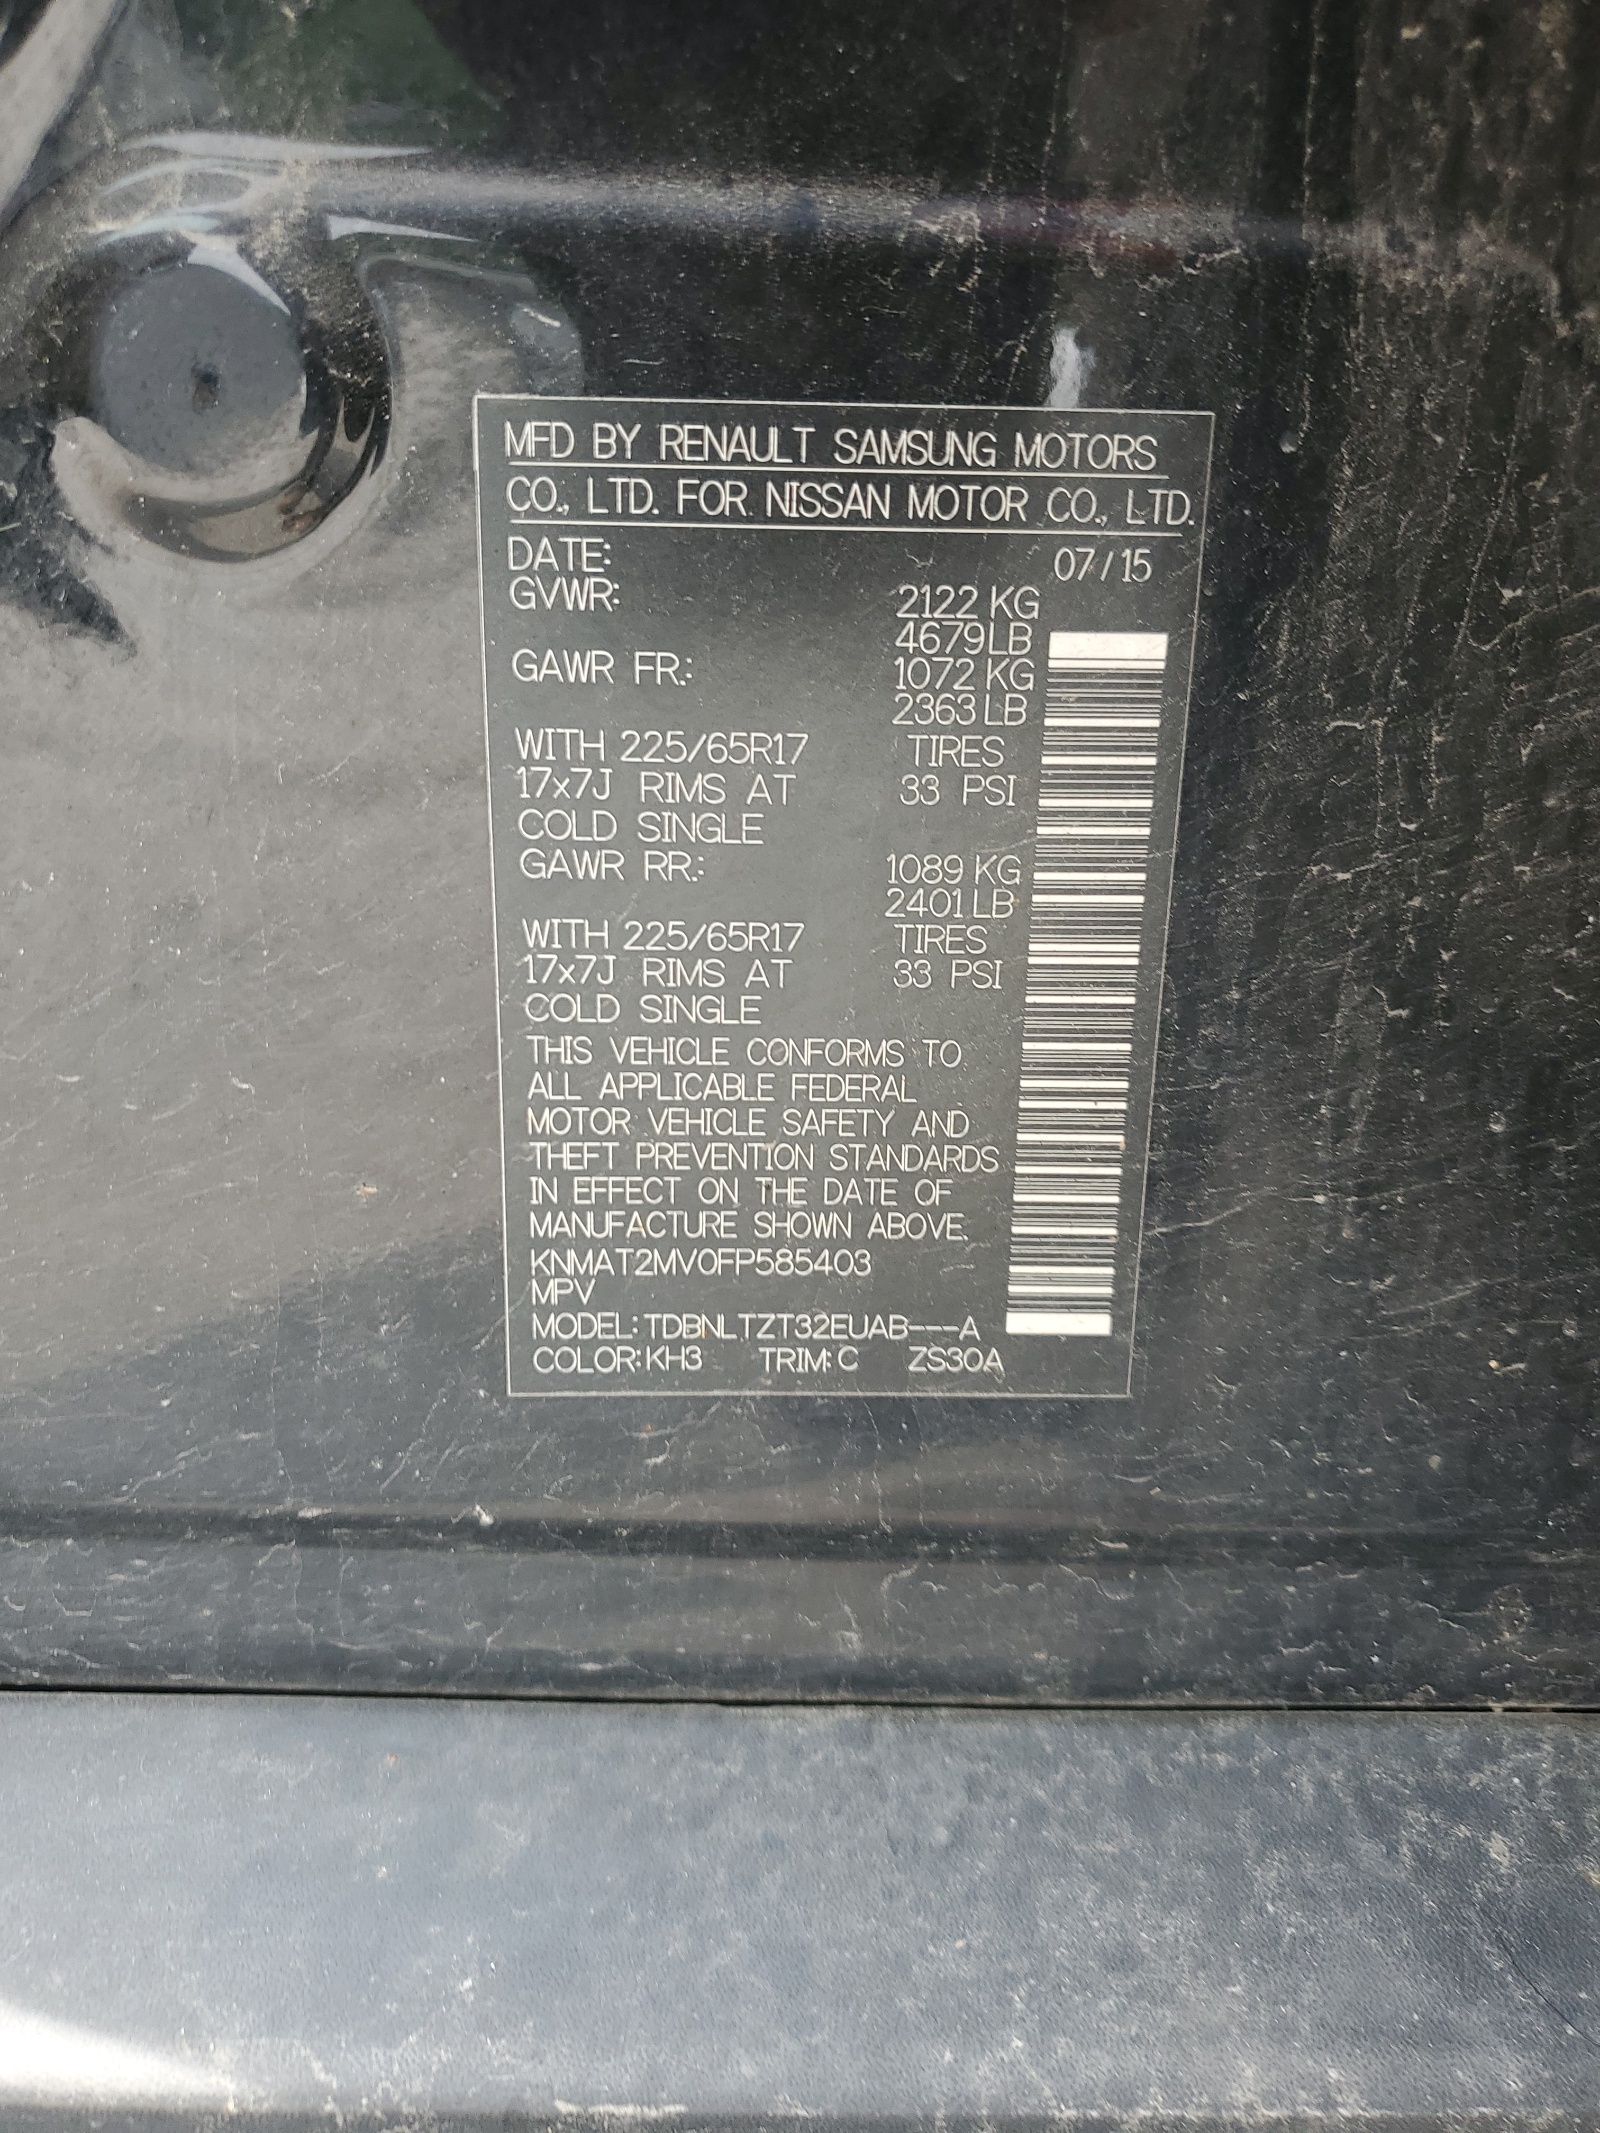 MFD BY RENAULT SAMSUNG MOTORS
CO., LTD. FOR NISSAN MOTOR CO., LTD.
DATE: 07/15
GVWR: 2122 KG
4679 LB
GAWR FR.: 1072 KG
2363 LB
WITH 225/65R17 TIRES
17x7J RIMS AT 33 PSI
COLD SINGLE
GAWR RR.: 1089 KG
2401 LB
WITH 225/65R17 TIRES
17x7J RIMS AT 33 PSI
COLD SINGLE
THIS VEHICLE CONFORMS TO
ALL APPLICABLE FEDERAL
MOTOR VEHICLE SAFETY AND
THEFT PREVENTION STANDARDS
IN EFFECT ON THE DATE OF
MANUFACTURE SHOWN ABOVE.
KNMAT2MV0FP585403
MPV
MODEL: TDBNLTZT32EUAB---A
COLOR: KH3 TRIM: C ZS30A